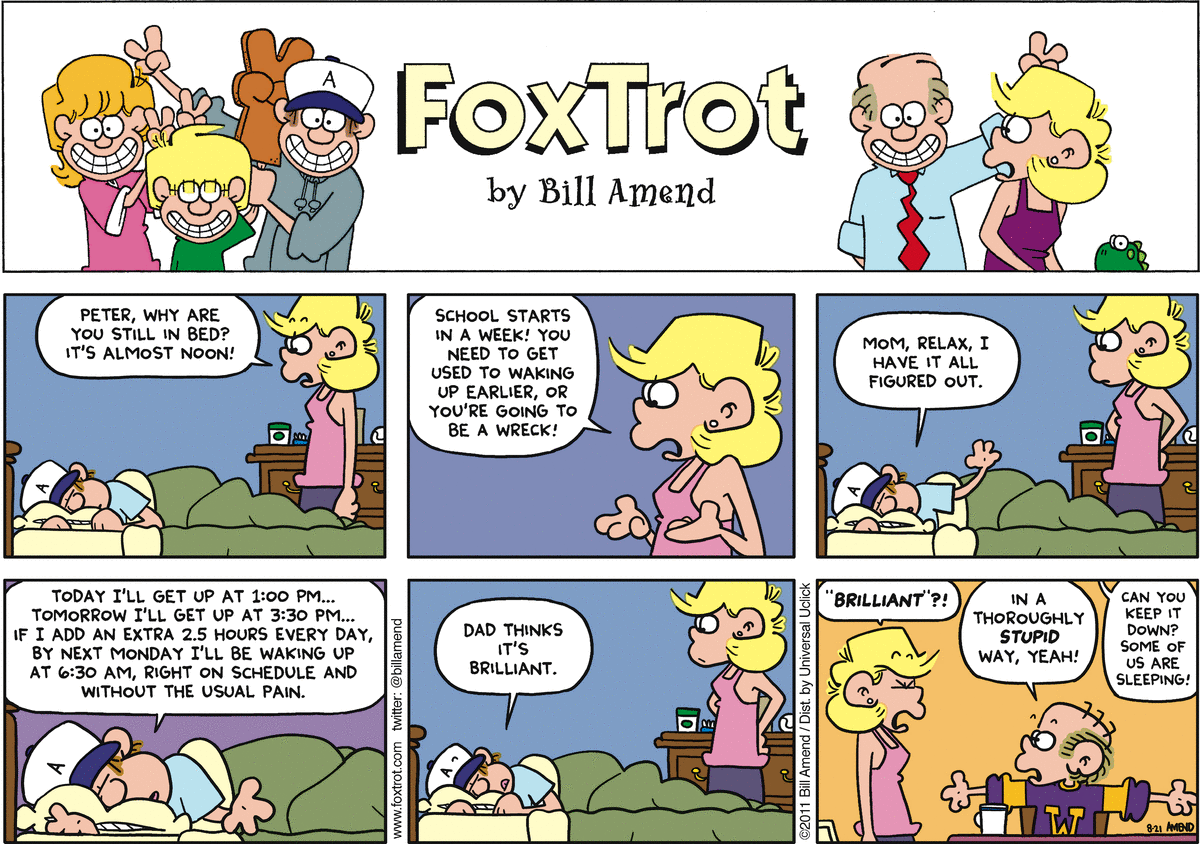 A
FOXTROT
by Bill Amend
PETER, WHY ARE
YOU STILL IN BED?
IT'S ALMOST NOON!
A
SCHOOL STARTS
IN A WEEK! YOU
NEED TO GET
USED TO WAKING
UP EARLIER, OR
YOU'RE GOING TO
BE A WRECK!
MOM, RELAX, I
HAVE IT ALL
FIGURED OUT.
A
TODAY I'LL GET UP AT 1:00 PM...
TOMORROW I'LL GET UP AT 3:30 PM...
IF I ADD AN EXTRA 2.5 HOURS EVERY DAY,
BY NEXT MONDAY I'LL BE WAKING UP
AT 6:30 AM, RIGHT ON SCHEDULE AND
WITHOUT THE USUAL PAIN.
A
www.foxtrot.com twitter: @billamend
DAD THINKS
IT'S
BRILLIANT.
A
©2011 Bill Amend / Dist. by Universal Uclick
"BRILLIANT"?!
IN A
THOROUGHLY
STUPID
WAY, YEAH!
CAN YOU
KEEP IT
DOWN?
SOME OF
US ARE
SLEEPING!
W
8-21 AMEND